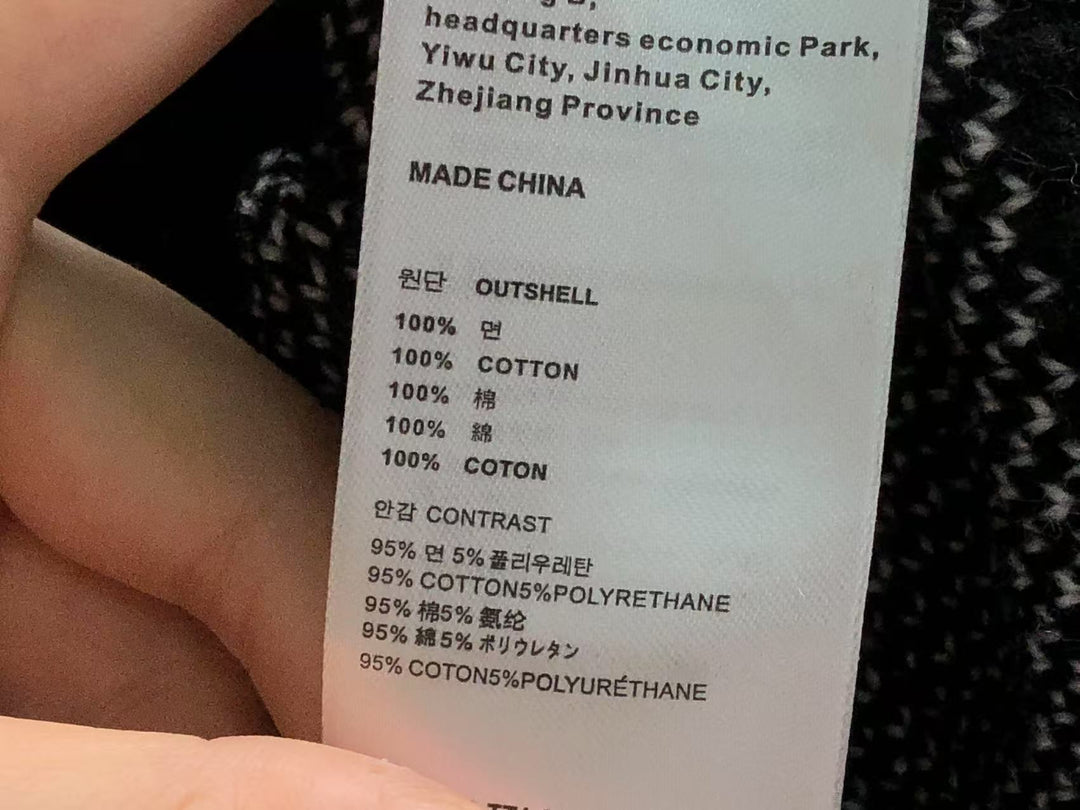 headquarters economic Park,
Yiwu City, Jinhua City,
Zhejiang Province
MADE CHINA
원단 OUTSHELL
100% 면
100% COTTON
100% 棉
100% 綿
100% COTON
안감 CONTRAST
95% 면 5% 폴리우레탄
95% COTTON5%POLYRETHANE
95% 棉5% 氨纶
95% 綿5% ポリウレタン
95% COTON5%POLYURÉTHANE